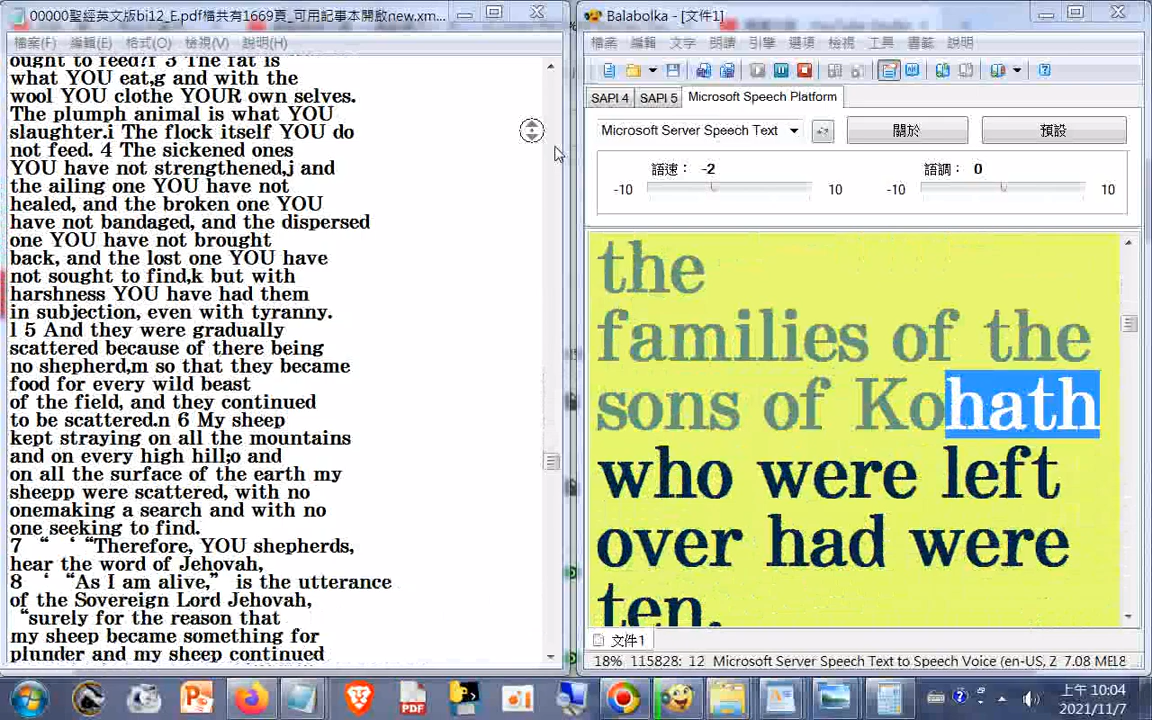 00000聖經英文版bi12_E.pdf檔共有1669頁_可用記事本開啟new.xm...
檔案(F) 編輯(E) 格式(O) 檢視(V) 說明(H)
ought to feed?r 3 The fat is
what YOU eat,g and with the
wool YOU clothe YOUR own selves.
The plumph animal is what YOU
slaughter.i The flock itself YOU do
not feed. 4 The sickened ones
YOU have not strengthened,j and
the ailing one YOU have not
healed, and the broken one YOU
have not bandaged, and the dispersed
one YOU have not brought
back, and the lost one YOU have
not sought to find,k but with
harshness YOU have had them
in subjection, even with tyranny.
l 5 And they were gradually
scattered because of there being
no shepherd,m so that they became
food for every wild beast
of the field, and they continued
to be scattered.n 6 My sheep
kept straying on all the mountains
and on every high hill;o and
on all the surface of the earth my
sheepp were scattered, with no
onemaking a search and with no
one seeking to find.
7 “ ‘ “Therefore, YOU shepherds,
hear the word of Jehovah,
8 ‘ “As I am alive,” is the utterance
of the Sovereign Lord Jehovah,
“surely for the reason that
my sheep became something for
plunder and my sheep continued
Balabolka - [文件1]
檔案 編輯 文字 朗讀 引擎 選項 檢視 工具 書籤 說明
SAPI 4 SAPI 5 Microsoft Speech Platform
Microsoft Server Speech Text 關於 預設
語速： -2 語調： 0
-10 10 -10 10
the
families of the
sons of Kohath
who were left
over had were
ten.
文件1
18% 115828: 12 Microsoft Server Speech Text to Speech Voice (en-US, Z 7.08 ME
上午 10:04
2021/11/7